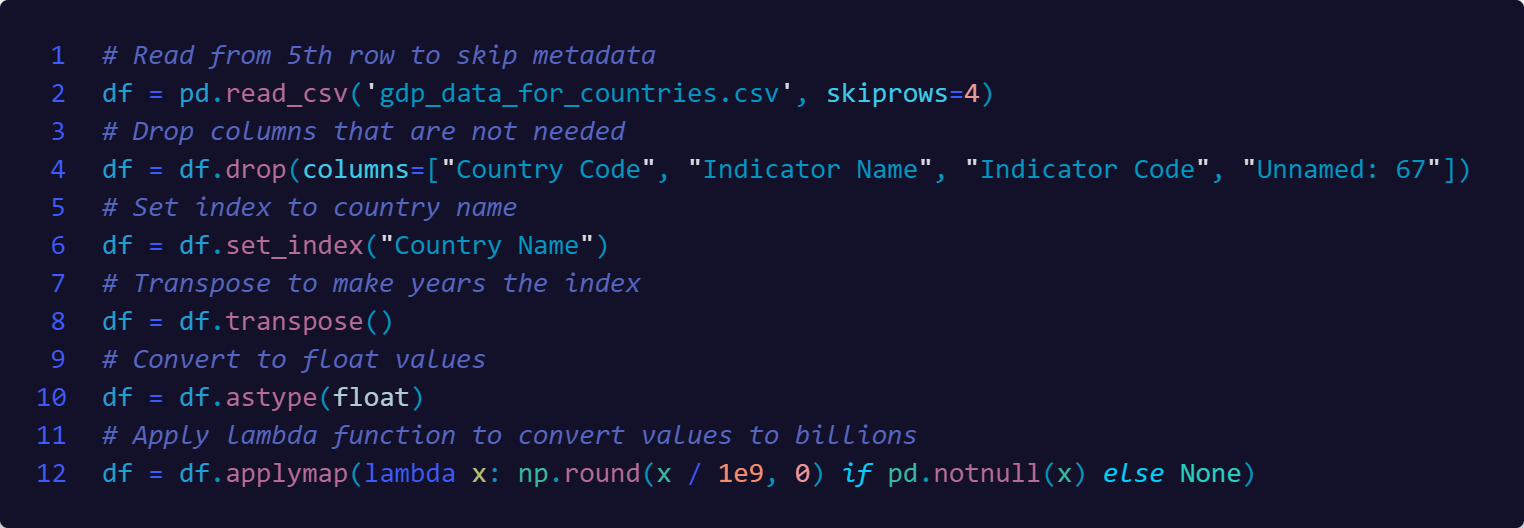 1 # Read from 5th row to skip metadata
2 df = pd.read_csv('gdp_data_for_countries.csv', skiprows=4)
3 # Drop columns that are not needed
4 df = df.drop(columns=["Country Code", "Indicator Name", "Indicator Code", "Unnamed: 67"])
5 # Set index to country name
6 df = df.set_index("Country Name")
7 # Transpose to make years the index
8 df = df.transpose()
9 # Convert to float values
10 df = df.astype(float)
11 # Apply lambda function to convert values to billions
12 df = df.applymap(lambda x: np.round(x / 1e9, 0) if pd.notnull(x) else None)